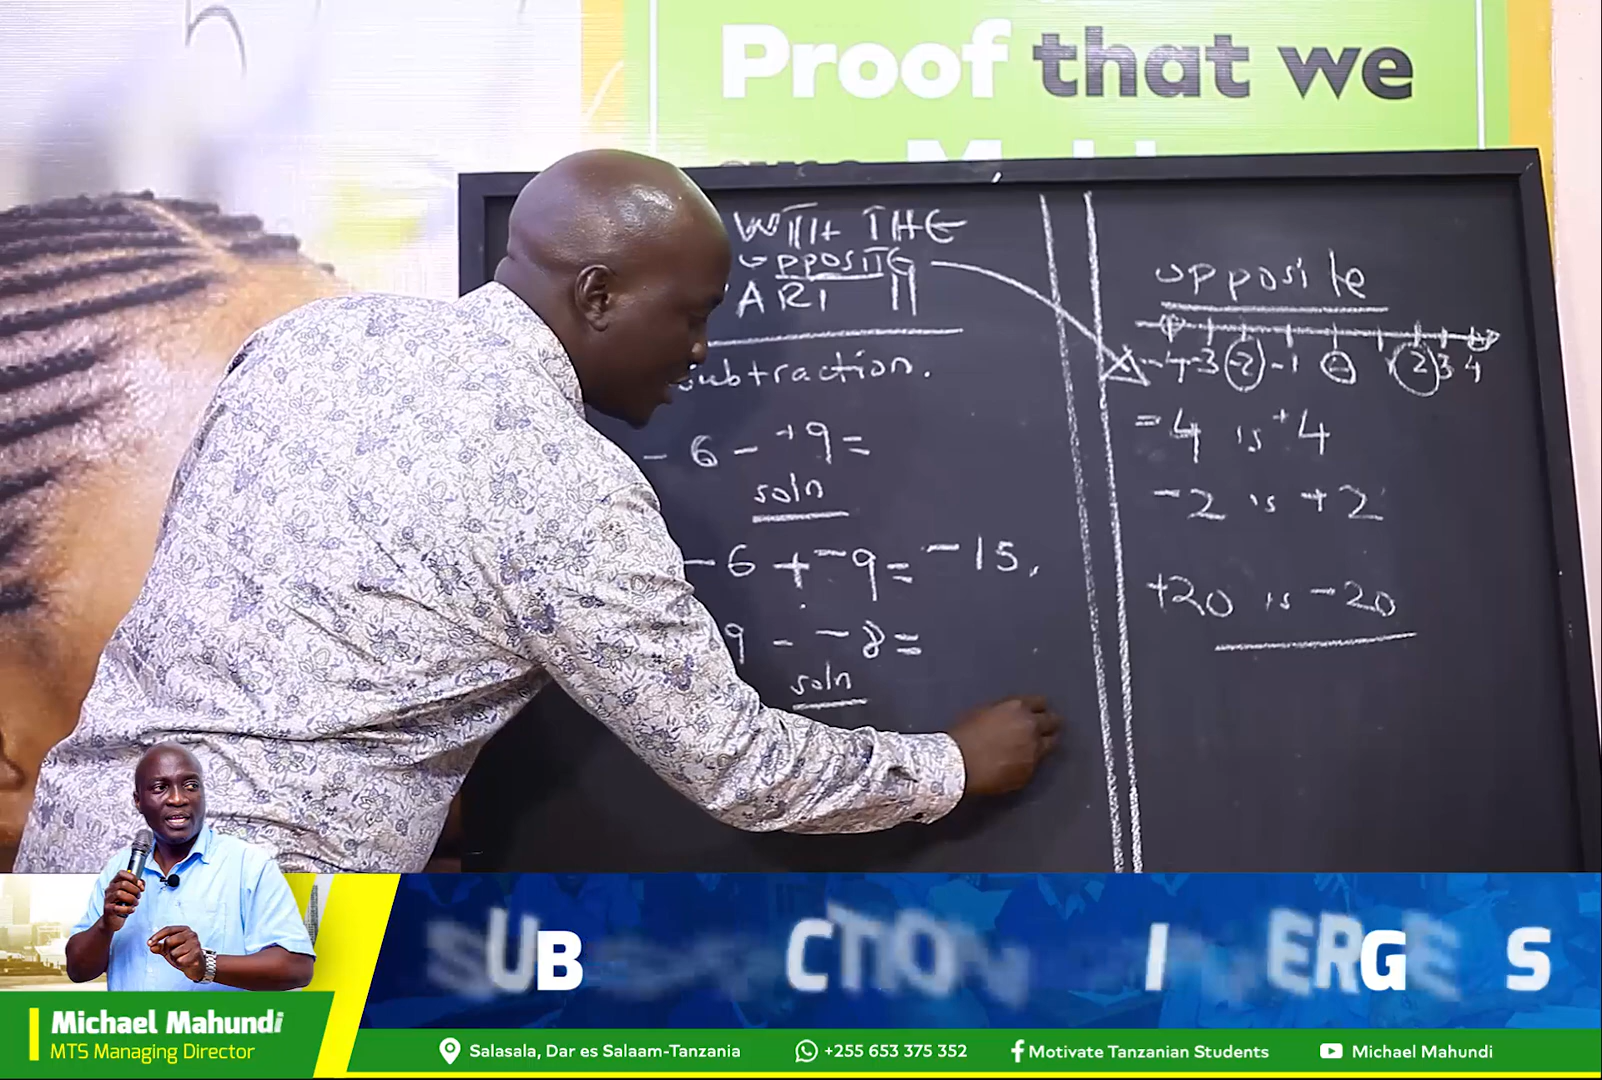 Proof that we
WITH THE
OPPOSITE
ART II
subtraction.
- 6 - +9 =
soln
- 6 + -9 = -15.
9 - -8 =
soln
opposite
-4 -3 -2 -1 0 2 3 4
-4 is +4
-2 is +2
+20 is -20
Michael Mahundi
MTS Managing Director
Salasala, Dar es Salaam-Tanzania
+255 653 375 352
Motivate Tanzanian Students
Michael Mahundi